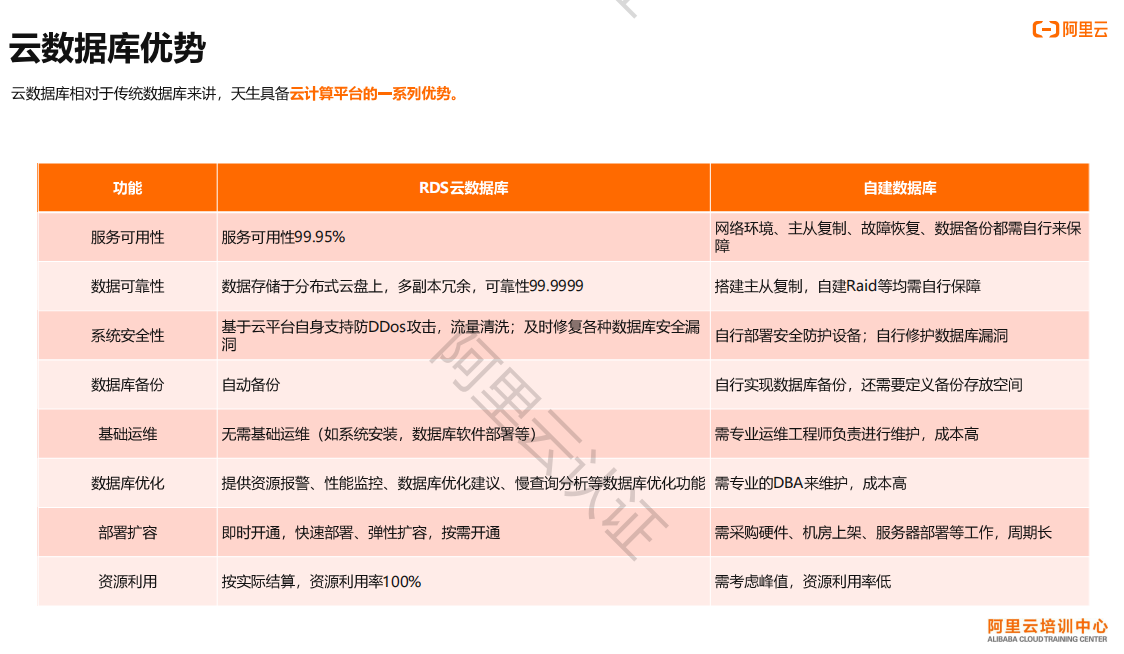 阿里云
云数据库优势
云数据库相对于传统数据库来讲，天生具备云计算平台的一系列优势。
功能 RDS云数据库 自建数据库
服务可用性 服务可用性99.95% 网络环境、主从复制、故障恢复、数据备份都需自行来保
障
数据可靠性 数据存储于分布式云盘上，多副本冗余，可靠性99.9999 搭建主从复制，自建Raid等均需自行保障
系统安全性 基于云平台自身支持防DDos攻击，流量清洗；及时修复各种数据库安全漏
洞 自行部署安全防护设备；自行修护数据库漏洞
数据库备份 自动备份 自行实现数据库备份，还需要定义备份存放空间
基础运维 无需基础运维（如系统安装，数据库软件部署等） 需专业运维工程师负责进行维护，成本高
数据库优化 提供资源报警、性能监控、数据库优化建议、慢查询分析等数据库优化功能 需专业的DBA来维护，成本高
部署扩容 即时开通，快速部署、弹性扩容，按需开通 需采购硬件、机房上架、服务器部署等工作，周期长
资源利用 按实际结算，资源利用率100% 需考虑峰值，资源利用率低
阿里云认证
阿里云培训中心
ALIBABA CLOUD TRAINING CENTER